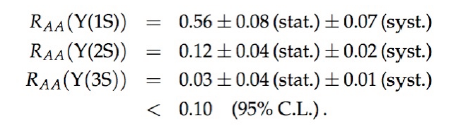 R_AA(Υ(1S)) = 0.56 ± 0.08 (stat.) ± 0.07 (syst.)
R_AA(Υ(2S)) = 0.12 ± 0.04 (stat.) ± 0.02 (syst.)
R_AA(Υ(3S)) = 0.03 ± 0.04 (stat.) ± 0.01 (syst.)
< 0.10 (95% C.L.).